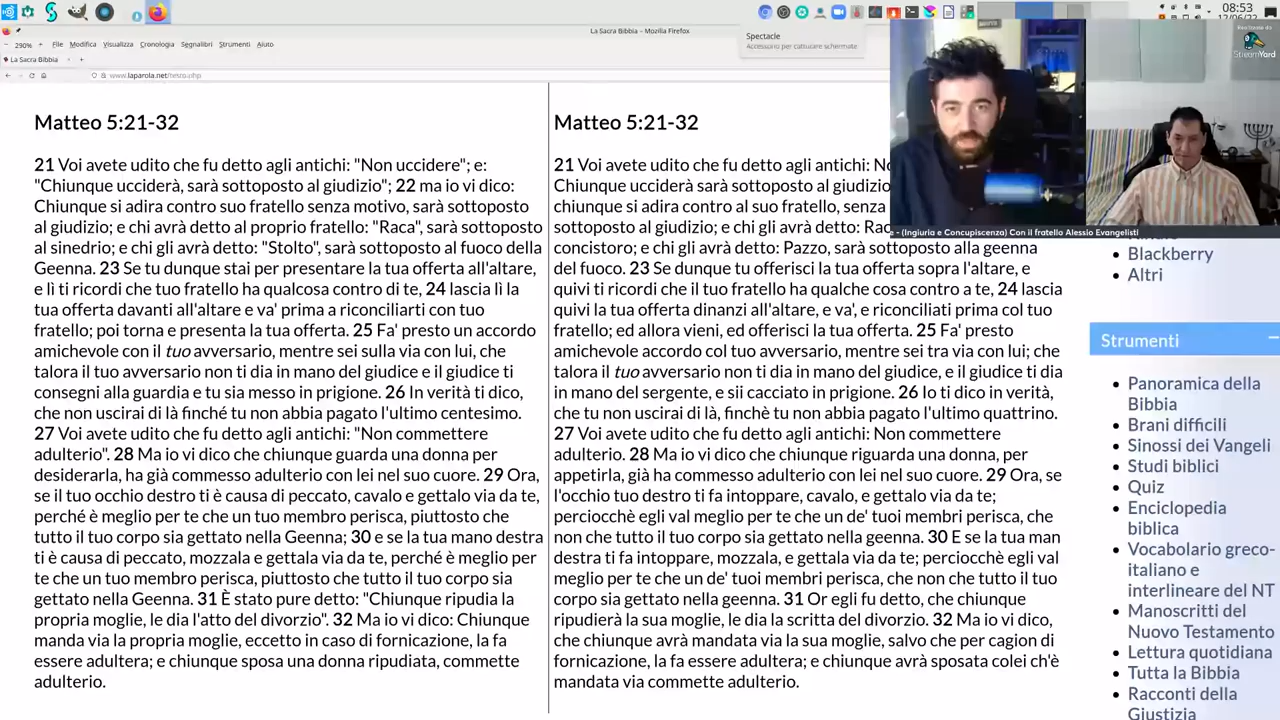 08:53
La Sacra Bibbia – Mozilla Firefox
Spectacle
Accessorio per catturare schermate
290%
File Modifica Visualizza Cronologia Segnalibri Strumenti Aiuto
La Sacra Bibbia
www.laparola.net/testo.php
StreamYard
- (Ingiuria e Concupiscenza) Con il fratello Alessio Evangelisti
Matteo 5:21-32
21 Voi avete udito che fu detto agli antichi: "Non uccidere"; e:
"Chiunque ucciderà, sarà sottoposto al giudizio"; 22 ma io vi dico:
Chiunque si adira contro suo fratello senza motivo, sarà sottoposto
al giudizio; e chi avrà detto al proprio fratello: "Raca", sarà sottoposto
al sinedrio; e chi gli avrà detto: "Stolto", sarà sottoposto al fuoco della
Geenna. 23 Se tu dunque stai per presentare la tua offerta all'altare,
e lì ti ricordi che tuo fratello ha qualcosa contro di te, 24 lascia lì la
tua offerta davanti all'altare e va' prima a riconciliarti con tuo
fratello; poi torna e presenta la tua offerta. 25 Fa' presto un accordo
amichevole con il tuo avversario, mentre sei sulla via con lui, che
talora il tuo avversario non ti dia in mano del giudice e il giudice ti
consegni alla guardia e tu sia messo in prigione. 26 In verità ti dico,
che non uscirai di là finché tu non abbia pagato l'ultimo centesimo.
27 Voi avete udito che fu detto agli antichi: "Non commettere
adulterio". 28 Ma io vi dico che chiunque guarda una donna per
desiderarla, ha già commesso adulterio con lei nel suo cuore. 29 Ora,
se il tuo occhio destro ti è causa di peccato, cavalo e gettalo via da te,
perché è meglio per te che un tuo membro perisca, piuttosto che
tutto il tuo corpo sia gettato nella Geenna; 30 e se la tua mano destra
ti è causa di peccato, mozzala e gettala via da te, perché è meglio per
te che un tuo membro perisca, piuttosto che tutto il tuo corpo sia
gettato nella Geenna. 31 È stato pure detto: "Chiunque ripudia la
propria moglie, le dia l'atto del divorzio". 32 Ma io vi dico: Chiunque
manda via la propria moglie, eccetto in caso di fornicazione, la fa
essere adultera; e chiunque sposa una donna ripudiata, commette
adulterio.
Matteo 5:21-32
21 Voi avete udito che fu detto agli antichi: No
Chiunque ucciderà sarà sottoposto al giudizio
chiunque si adira contro al suo fratello, senza
sottoposto al giudizio; e chi gli avrà detto: Rac
concistoro; e chi gli avrà detto: Pazzo, sarà sottoposto alla geenna
del fuoco. 23 Se dunque tu offerisci la tua offerta sopra l'altare, e
quivi ti ricordi che il tuo fratello ha qualche cosa contro a te, 24 lascia
quivi la tua offerta dinanzi all'altare, e va', e riconciliati prima col tuo
fratello; ed allora vieni, ed offerisci la tua offerta. 25 Fa' presto
amichevole accordo col tuo avversario, mentre sei tra via con lui; che
talora il tuo avversario non ti dia in mano del giudice, e il giudice ti dia
in mano del sergente, e sii cacciato in prigione. 26 Io ti dico in verità,
che tu non uscirai di là, finchè tu non abbia pagato l'ultimo quattrino.
27 Voi avete udito che fu detto agli antichi: Non commettere
adulterio. 28 Ma io vi dico che chiunque riguarda una donna, per
appetirla, già ha commesso adulterio con lei nel suo cuore. 29 Ora, se
l'occhio tuo destro ti fa intoppare, cavalo, e gettalo via da te;
perciocchè egli val meglio per te che un de' tuoi membri perisca, che
non che tutto il tuo corpo sia gettato nella geenna. 30 E se la tua man
destra ti fa intoppare, mozzala, e gettala via da te; perciocchè egli val
meglio per te che un de' tuoi membri perisca, che non che tutto il tuo
corpo sia gettato nella geenna. 31 Or egli fu detto, che chiunque
ripudierà la sua moglie, le dia la scritta del divorzio. 32 Ma io vi dico,
che chiunque avrà mandata via la sua moglie, salvo che per cagion di
fornicazione, la fa essere adultera; e chiunque avrà sposata colei ch'è
mandata via commette adulterio.
Blackberry
Altri
Strumenti
Panoramica della
Bibbia
Brani difficili
Sinossi dei Vangeli
Studi biblici
Quiz
Enciclopedia
biblica
Vocabolario greco-
italiano e
interlineare del NT
Manoscritti del
Nuovo Testamento
Lettura quotidiana
Tutta la Bibbia
Racconti della
Giustizia